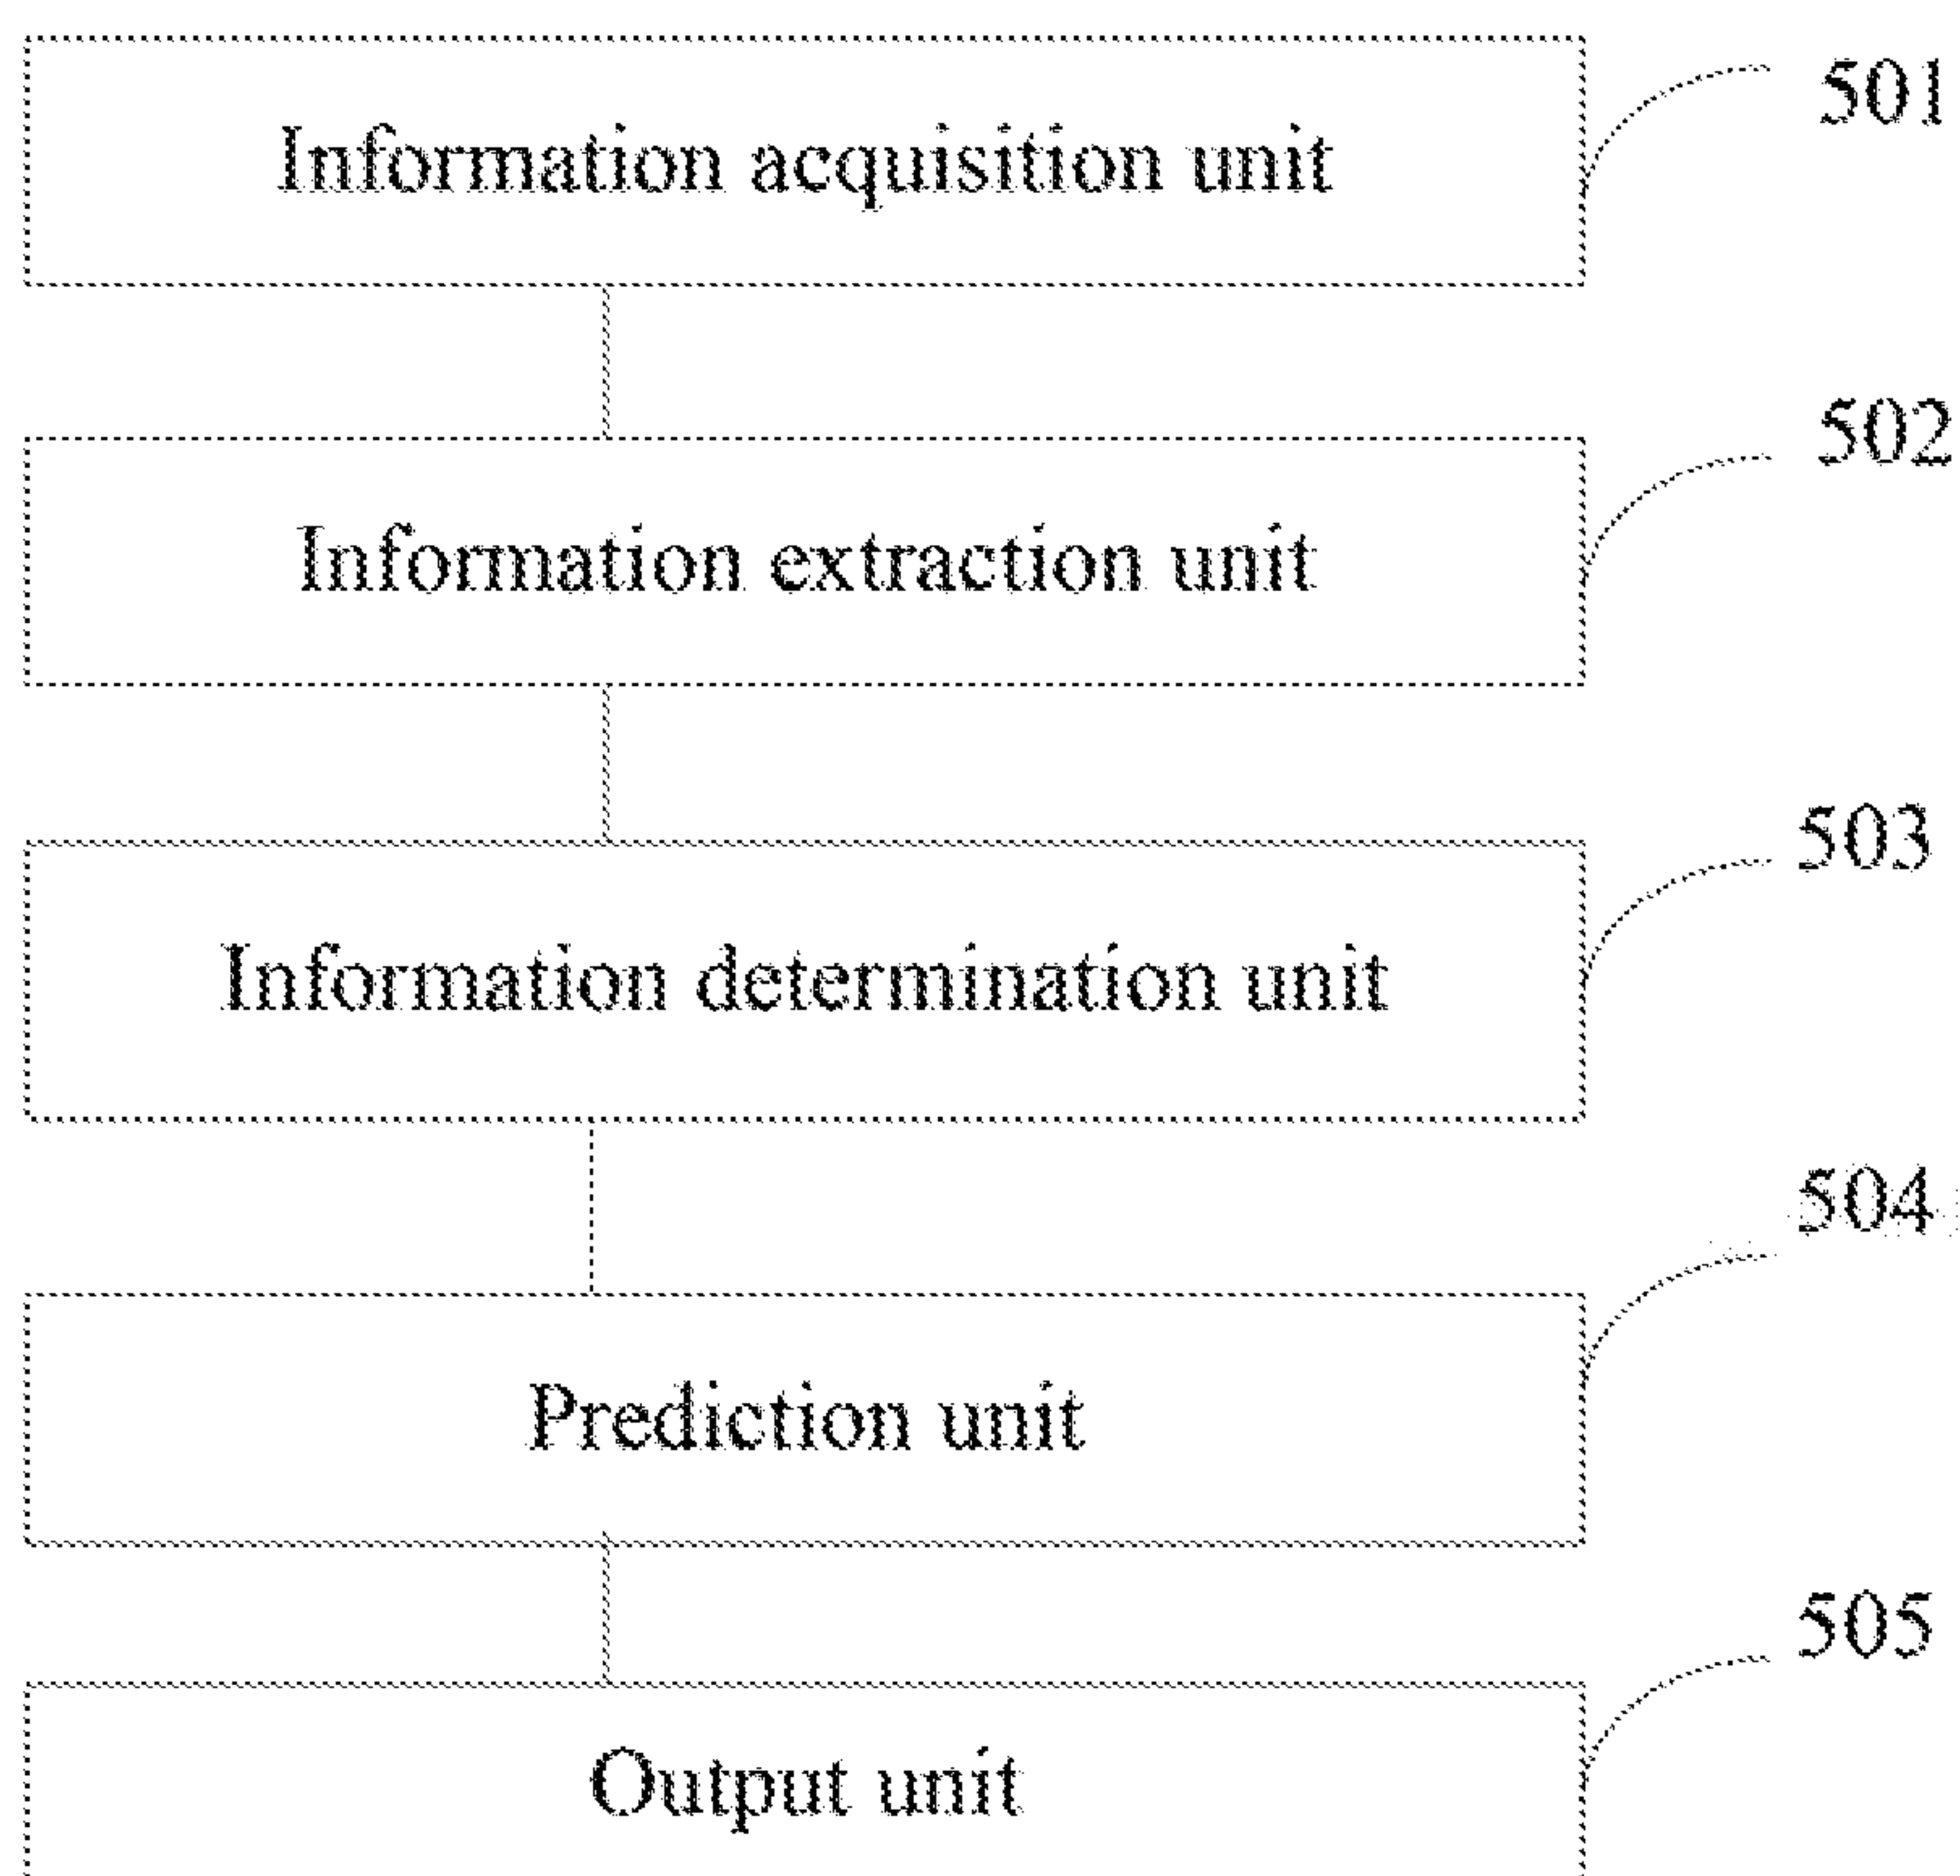 501
Information acquisition unit
502
Information extraction unit
503
Information determination unit
504
Prediction unit
505
Output unit